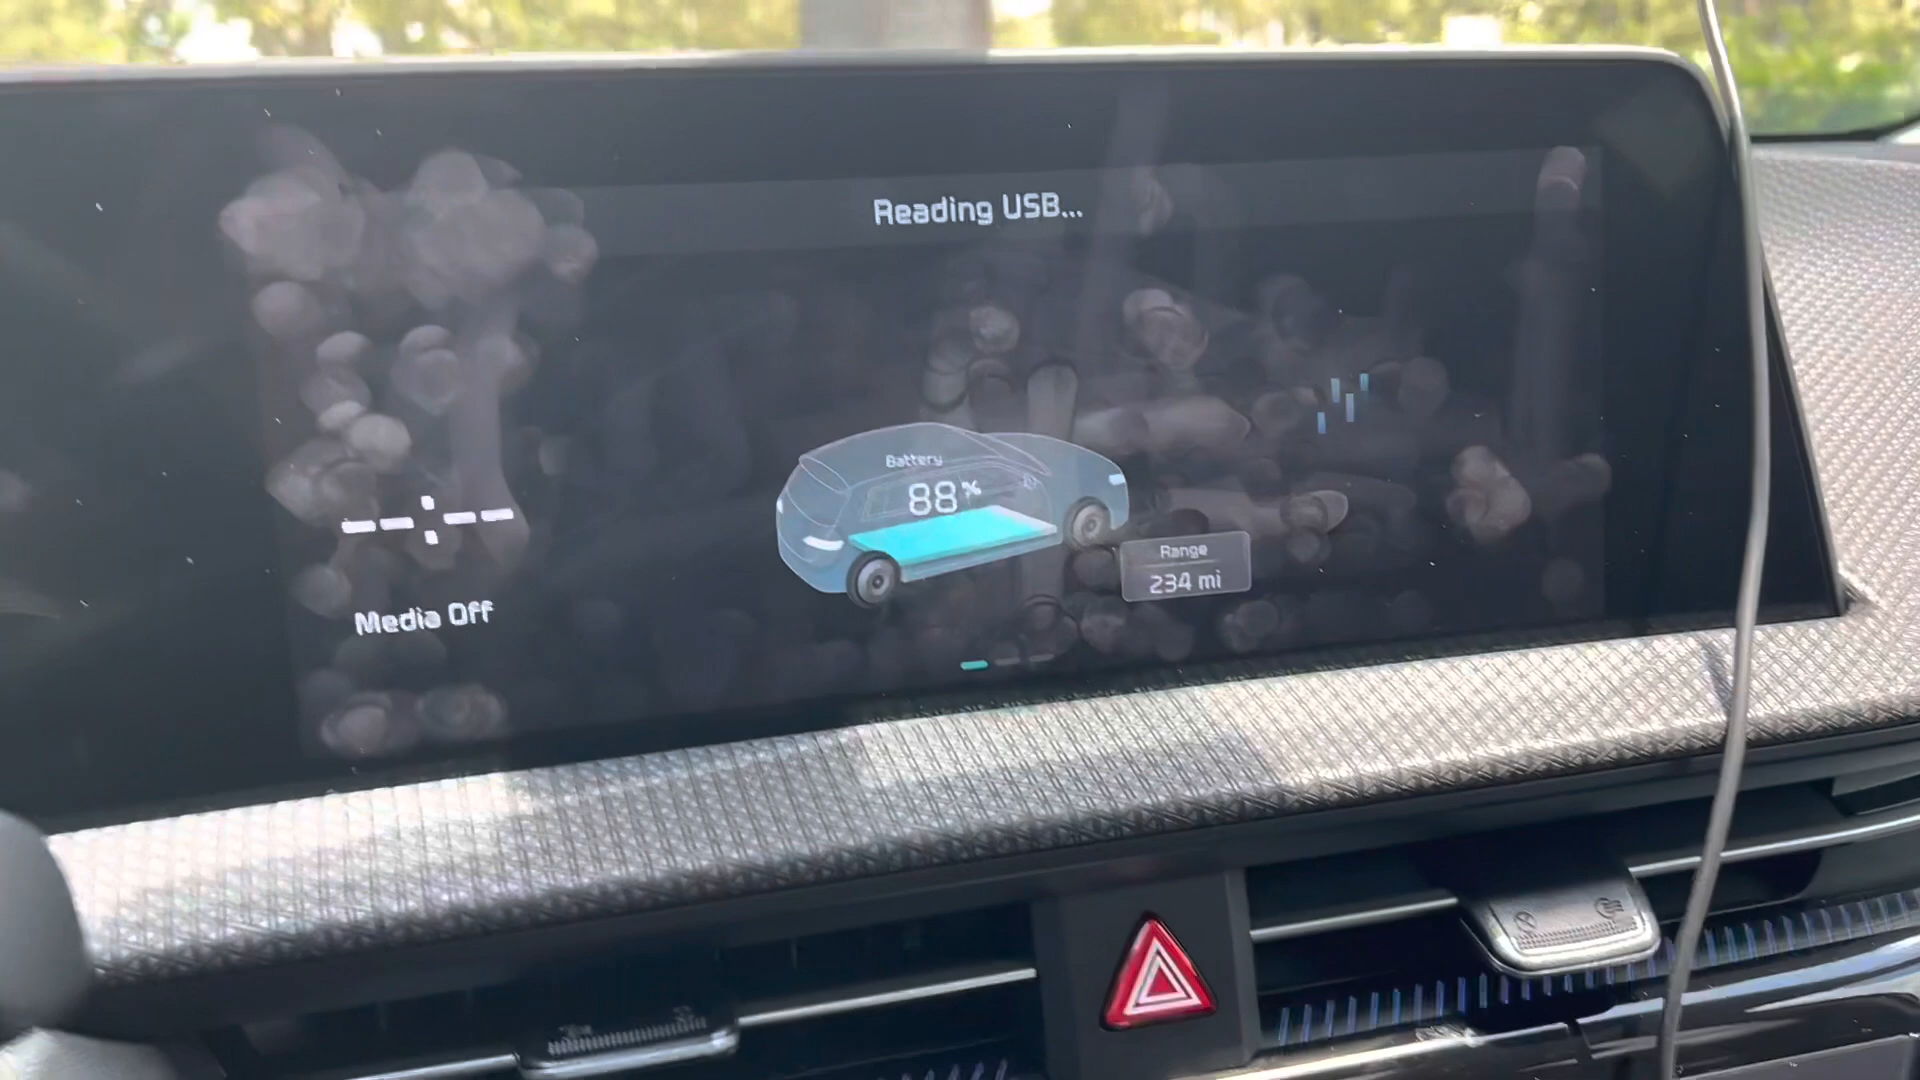 Reading USB...
Battery
88%
--:--
Range
234 mi
Media Off